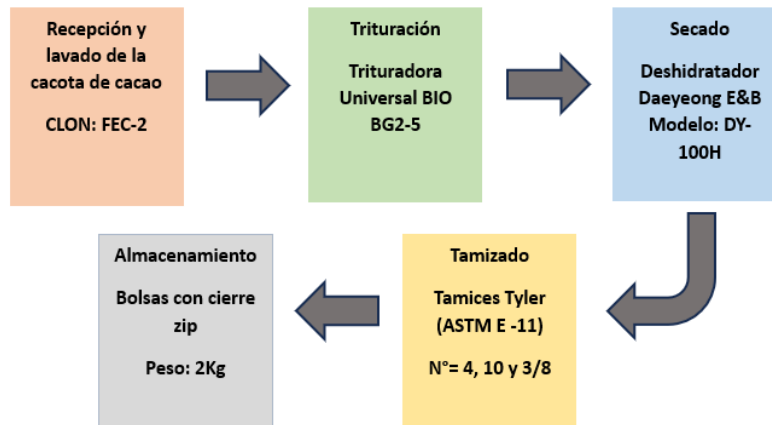 Recepción y
lavado de la
cacota de cacao
CLON: FEC-2
Trituración
Trituradora
Universal BIO
BG2-5
Secado
Deshidratador
Daeyeong E&B
Modelo: DY-
100H
Tamizado
Tamices Tyler
(ASTM E -11)
N°= 4, 10 y 3/8
Almacenamiento
Bolsas con cierre
zip
Peso: 2Kg